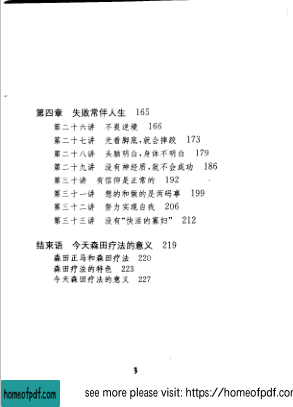 第四章 失败常伴人生 165
第二十六讲 不畏逆境 166
第二十七讲 光看脚底,就会摔跤 173
第二十八讲 头脑明白,身体不明白 179
第二十九讲 没有神经质,就不会成功 186
第三十讲 有信仰是正常的 192
第三十一讲 想的和做的是两码事 199
第三十二讲 努力实现自我 206
第三十三讲 没有“快活的寡妇” 212
结束语 今天森田疗法的意义 219
森田正马和森田疗法 220
森田疗法的特色 223
今天森田疗法的意义 227
homeofpdf.com
see more please visit: https://homeofpdf.com